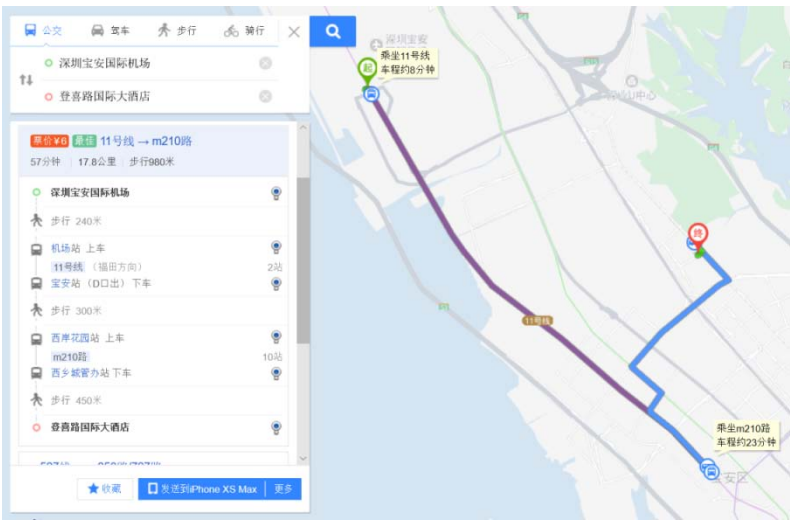 公交 驾车 步行 骑行
深圳宝安国际机场
登喜路国际大酒店
票价¥6 最佳 11号线 → m210路
57分钟 | 17.8公里 | 步行980米
深圳宝安国际机场
步行 240米
机场站 上车
11号线 （福田方向） 2站
宝安站 （D口出） 下车
步行 300米
西岸花园站 上车
m210路 10站
西乡城管办站 下车
步行 450米
登喜路国际大酒店
收藏
发送到iPhone XS Max | 更多
深圳宝安
乘坐11号线
车程约8分钟
起
终
11号线
乘坐m210路
车程约23分钟
宝安区